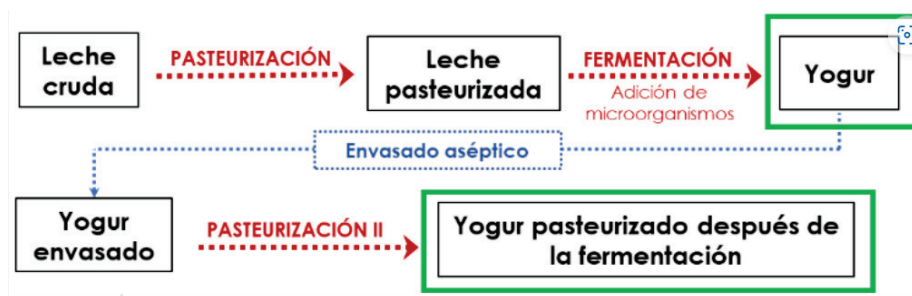 Leche
cruda
PASTEURIZACIÓN
Leche
pasteurizada
FERMENTACIÓN
Adición de
microorganismos
Yogur
Envasado aséptico
Yogur
envasado
PASTEURIZACIÓN II
Yogur pasteurizado después de
la fermentación